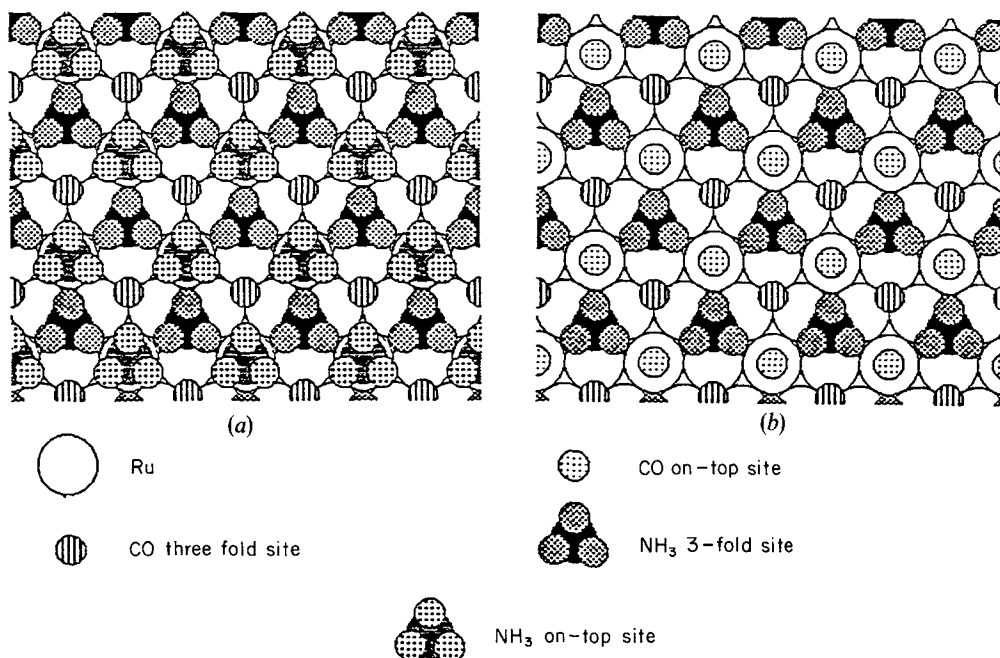 (a)
(b)
Ru
CO on-top site
CO three fold site
NH₃ 3-fold site
NH₃ on-top site